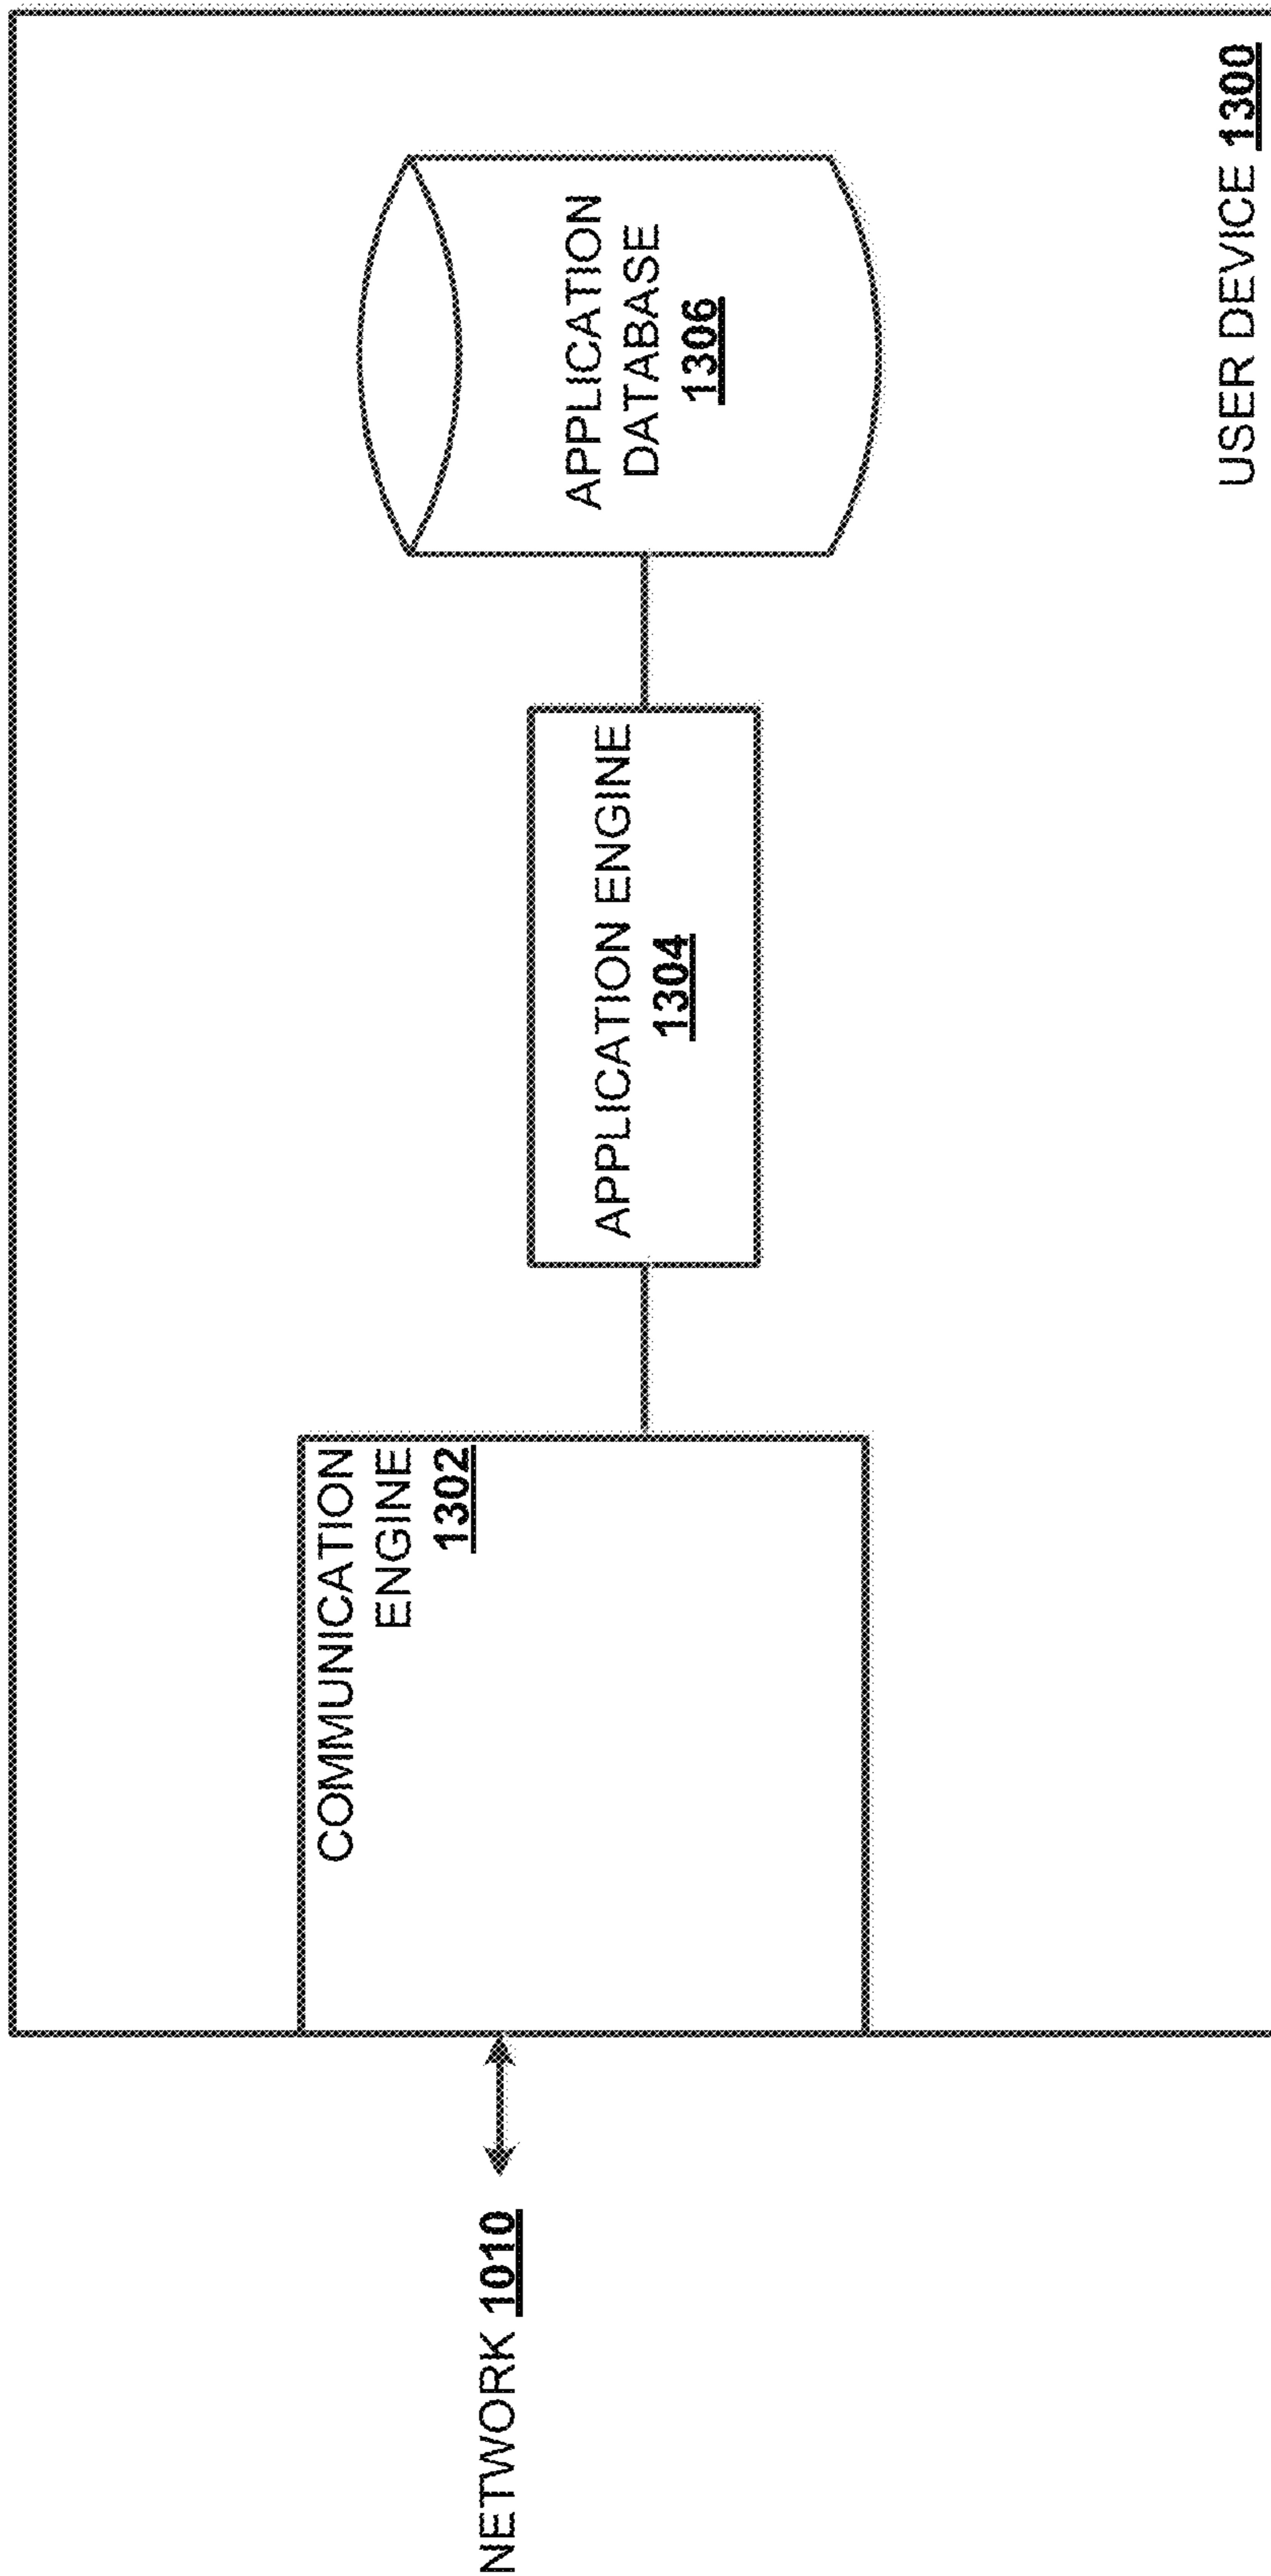 NETWORK 1010
COMMUNICATION
ENGINE
1302
APPLICATION ENGINE
1304
APPLICATION
DATABASE
1306
USER DEVICE 1300